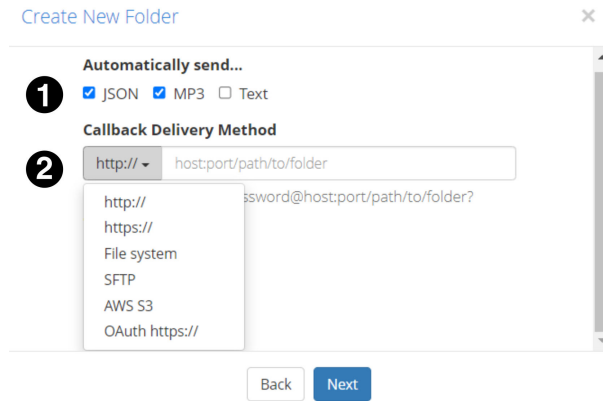 Create New Folder ×
Automatically send...
1 JSON MP3 Text
Callback Delivery Method
2 http:// host:port/path/to/folder
ssword@host:port/path/to/folder?
http://
https://
File system
SFTP
AWS S3
OAuth https://
Back Next